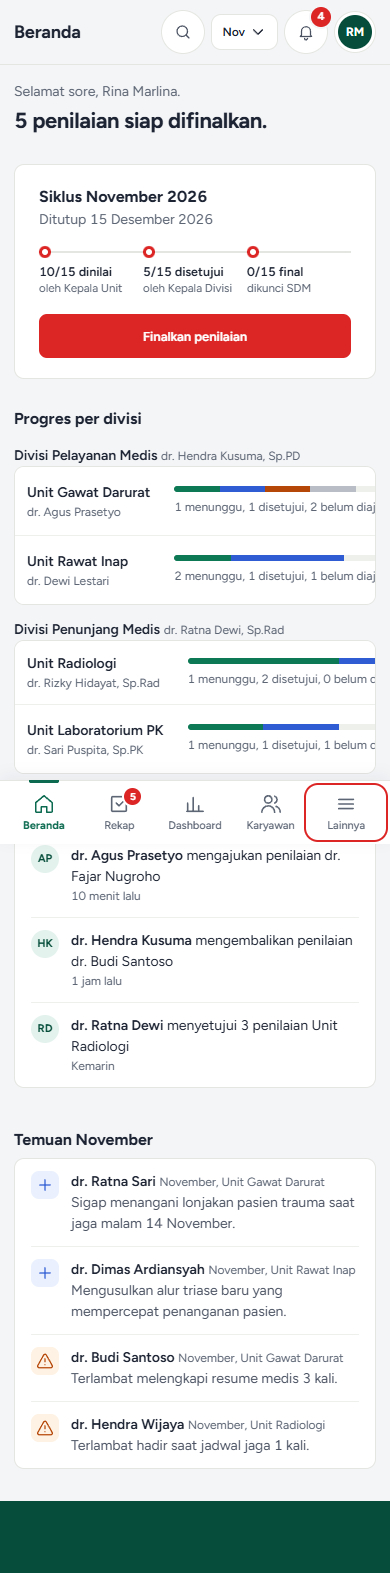 Beranda
Nov
4
RM
Selamat sore, Rina Marlina.
5 penilaian siap difinalkan.
Siklus November 2026
Ditutup 15 Desember 2026
10/15 dinilai
oleh Kepala Unit
5/15 disetujui
oleh Kepala Divisi
0/15 final
dikunci SDM
Finalkan penilaian
Progres per divisi
Divisi Pelayanan Medis dr. Hendra Kusuma, Sp.PD
Unit Gawat Darurat
dr. Agus Prasetyo
1 menunggu, 1 disetujui, 2 belum diaj
Unit Rawat Inap
dr. Dewi Lestari
2 menunggu, 1 disetujui, 1 belum diaj
Divisi Penunjang Medis dr. Ratna Dewi, Sp.Rad
Unit Radiologi
dr. Rizky Hidayat, Sp.Rad
1 menunggu, 2 disetujui, 0 belum d
Unit Laboratorium PK
dr. Sari Puspita, Sp.PK
1 menunggu, 1 disetujui, 1 belum d
Beranda
5
Rekap
Dashboard
Karyawan
Lainnya
AP
dr. Agus Prasetyo mengajukan penilaian dr.
Fajar Nugroho
10 menit lalu
HK
dr. Hendra Kusuma mengembalikan penilaian
dr. Budi Santoso
1 jam lalu
RD
dr. Ratna Dewi menyetujui 3 penilaian Unit
Radiologi
Kemarin
Temuan November
dr. Ratna Sari November, Unit Gawat Darurat
Sigap menangani lonjakan pasien trauma saat
jaga malam 14 November.
dr. Dimas Ardiansyah November, Unit Rawat Inap
Mengusulkan alur triase baru yang
mempercepat penanganan pasien.
dr. Budi Santoso November, Unit Gawat Darurat
Terlambat melengkapi resume medis 3 kali.
dr. Hendra Wijaya November, Unit Radiologi
Terlambat hadir saat jadwal jaga 1 kali.